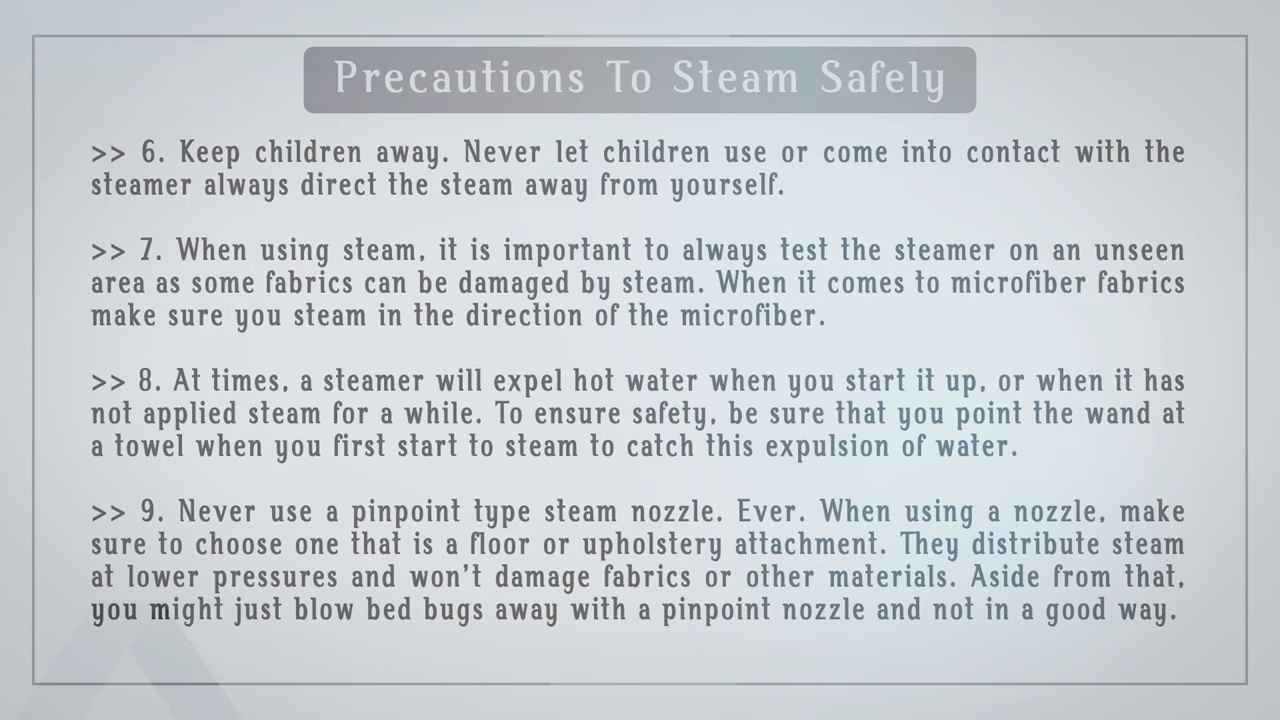 Precautions To Steam Safely
>> 6. Keep children away. Never let children use or come into contact with the
steamer always direct the steam away from yourself.
>> 7. When using steam, it is important to always test the steamer on an unseen
area as some fabrics can be damaged by steam. When it comes to microfiber fabrics
make sure you steam in the direction of the microfiber.
>> 8. At times, a steamer will expel hot water when you start it up, or when it has
not applied steam for a while. To ensure safety, be sure that you point the wand at
a towel when you first start to steam to catch this expulsion of water.
>> 9. Never use a pinpoint type steam nozzle. Ever. When using a nozzle, make
sure to choose one that is a floor or upholstery attachment. They distribute steam
at lower pressures and won't damage fabrics or other materials. Aside from that,
you might just blow bed bugs away with a pinpoint nozzle and not in a good way.